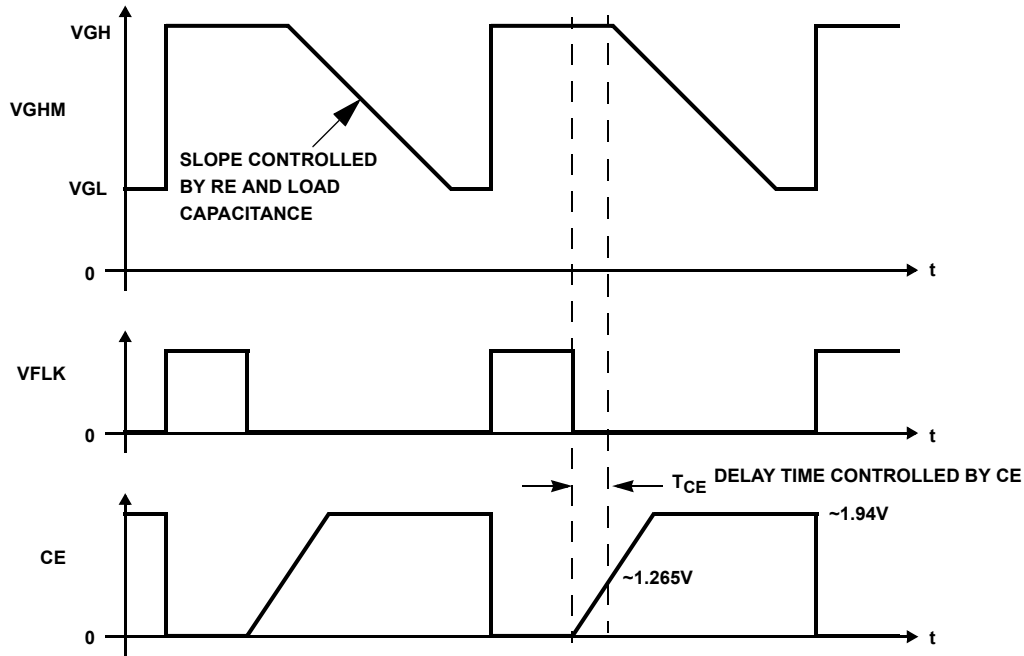 VGH
VGHM
SLOPE CONTROLLED
BY RE AND LOAD
CAPACITANCE
VGL
0
t
VFLK
0
t
TCE DELAY TIME CONTROLLED BY CE
~1.94V
CE
~1.265V
0
t